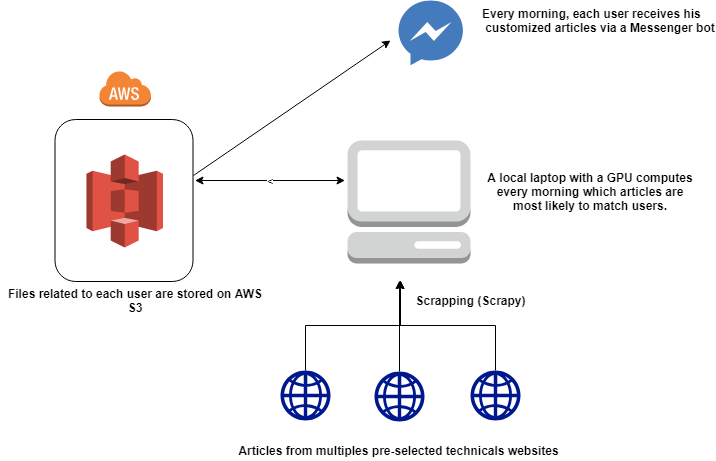 Every morning, each user receives his
customized articles via a Messenger bot
AWS
A local laptop with a GPU computes
every morning which articles are
most likely to match users.
Files related to each user are stored on AWS
S3
Scrapping (Scrapy)
Articles from multiples pre-selected technicals websites